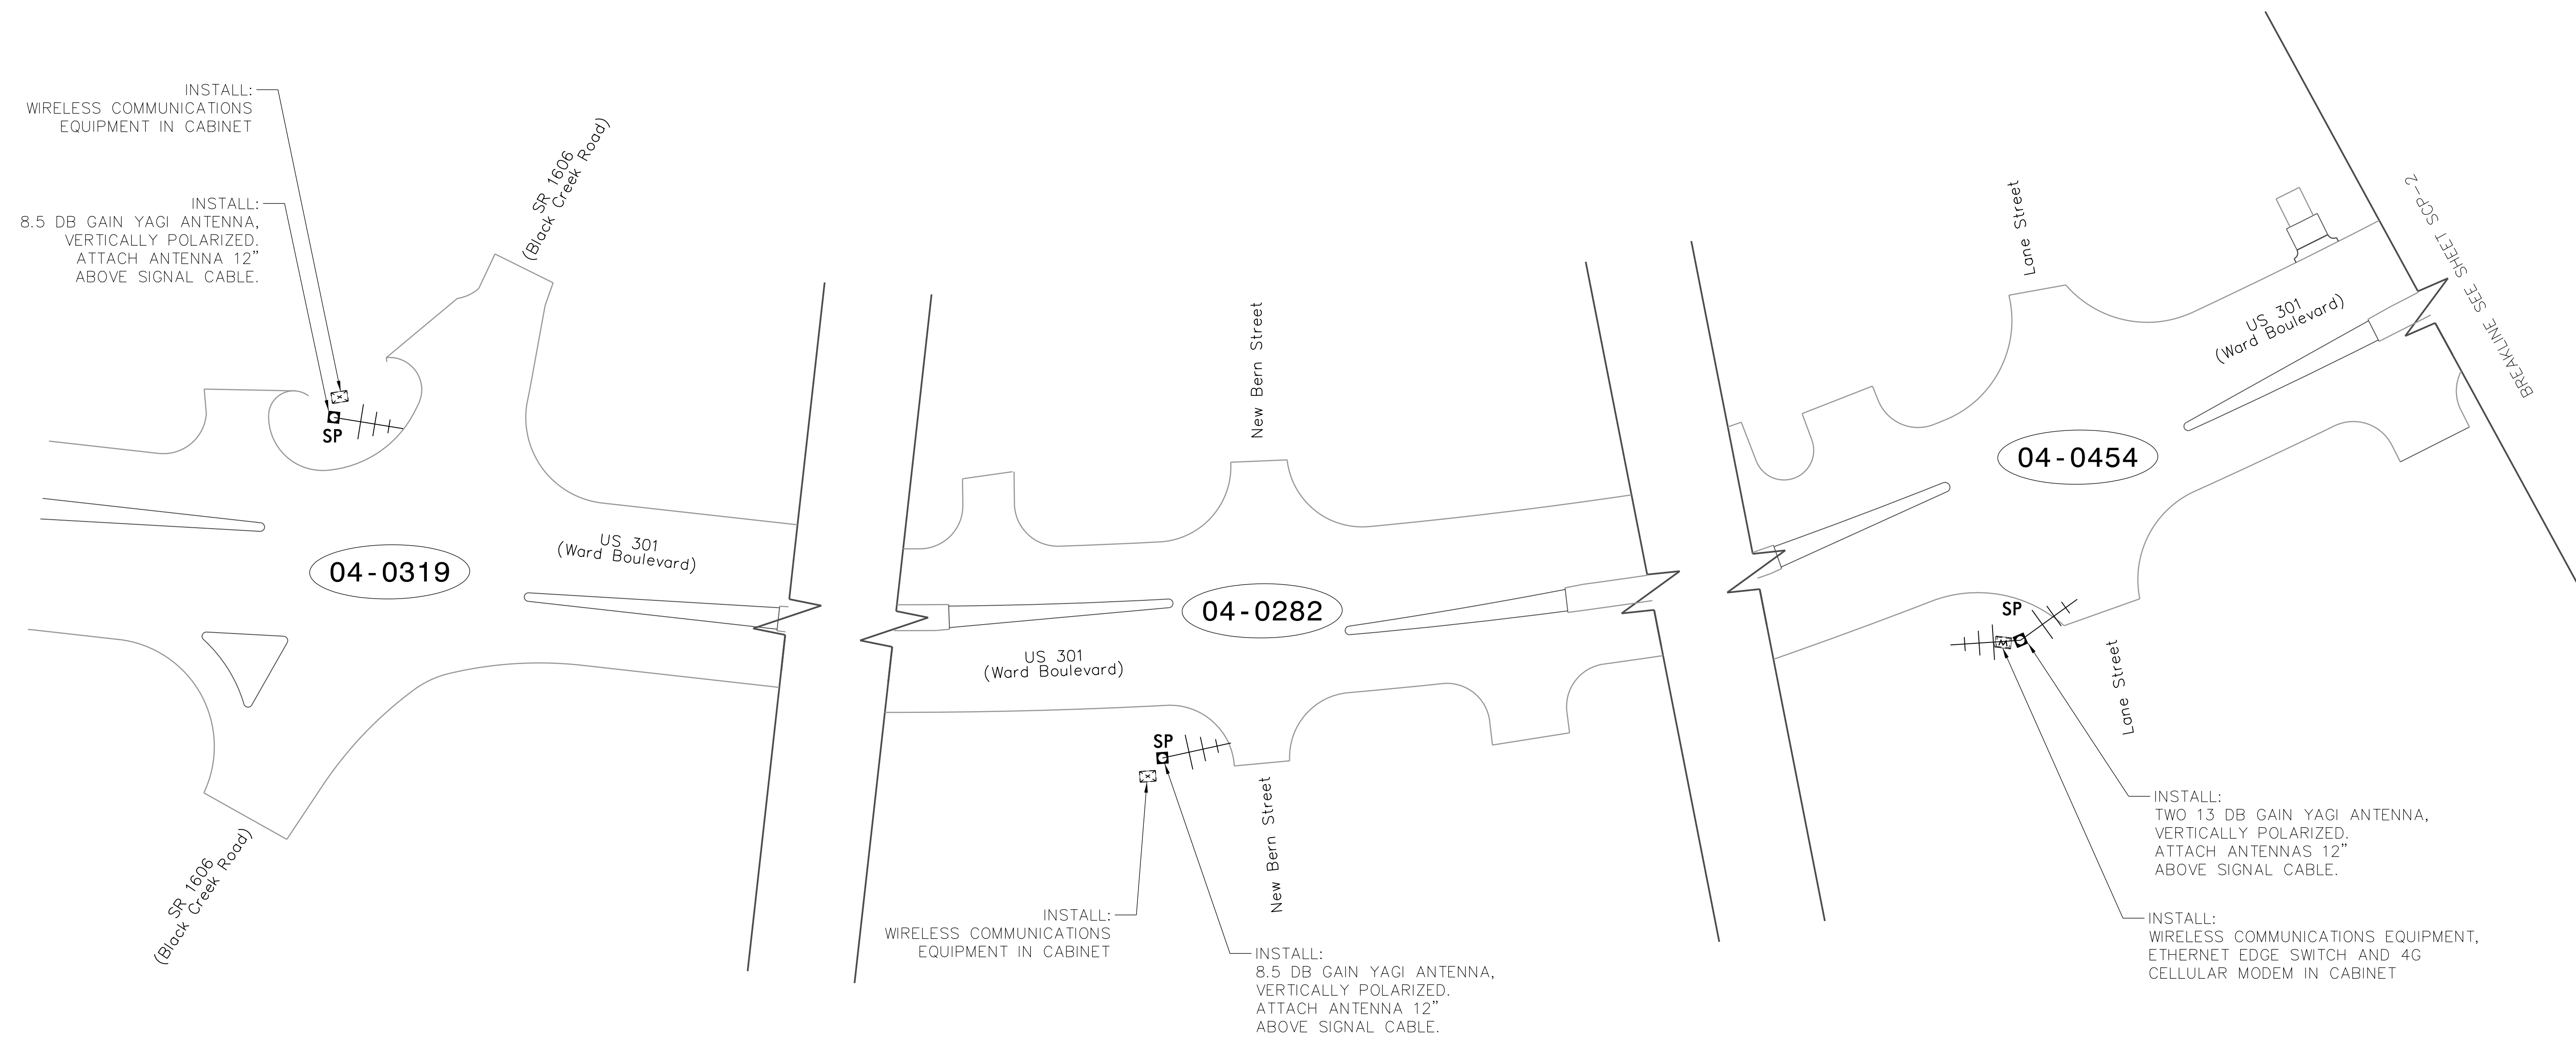 INSTALL:
WIRELESS COMMUNICATIONS
EQUIPMENT IN CABINET
INSTALL:
8.5 DB GAIN YAGI ANTENNA,
VERTICALLY POLARIZED.
ATTACH ANTENNA 12"
ABOVE SIGNAL CABLE.
SP
SR 1606
(Black Creek Road)
04-0319
US 301
(Ward Boulevard)
SR 1606
(Black Creek Road)
New Bern Street
04-0282
US 301
(Ward Boulevard)
SP
New Bern Street
INSTALL:
WIRELESS COMMUNICATIONS
EQUIPMENT IN CABINET
INSTALL:
8.5 DB GAIN YAGI ANTENNA,
VERTICALLY POLARIZED.
ATTACH ANTENNA 12"
ABOVE SIGNAL CABLE.
Lane Street
US 301
(Ward Boulevard)
BREAKLINE SEE SHEET SCP-2
04-0454
SP
M
Lane Street
INSTALL:
TWO 13 DB GAIN YAGI ANTENNA,
VERTICALLY POLARIZED.
ATTACH ANTENNAS 12"
ABOVE SIGNAL CABLE.
INSTALL:
WIRELESS COMMUNICATIONS EQUIPMENT,
ETHERNET EDGE SWITCH AND 4G
CELLULAR MODEM IN CABINET